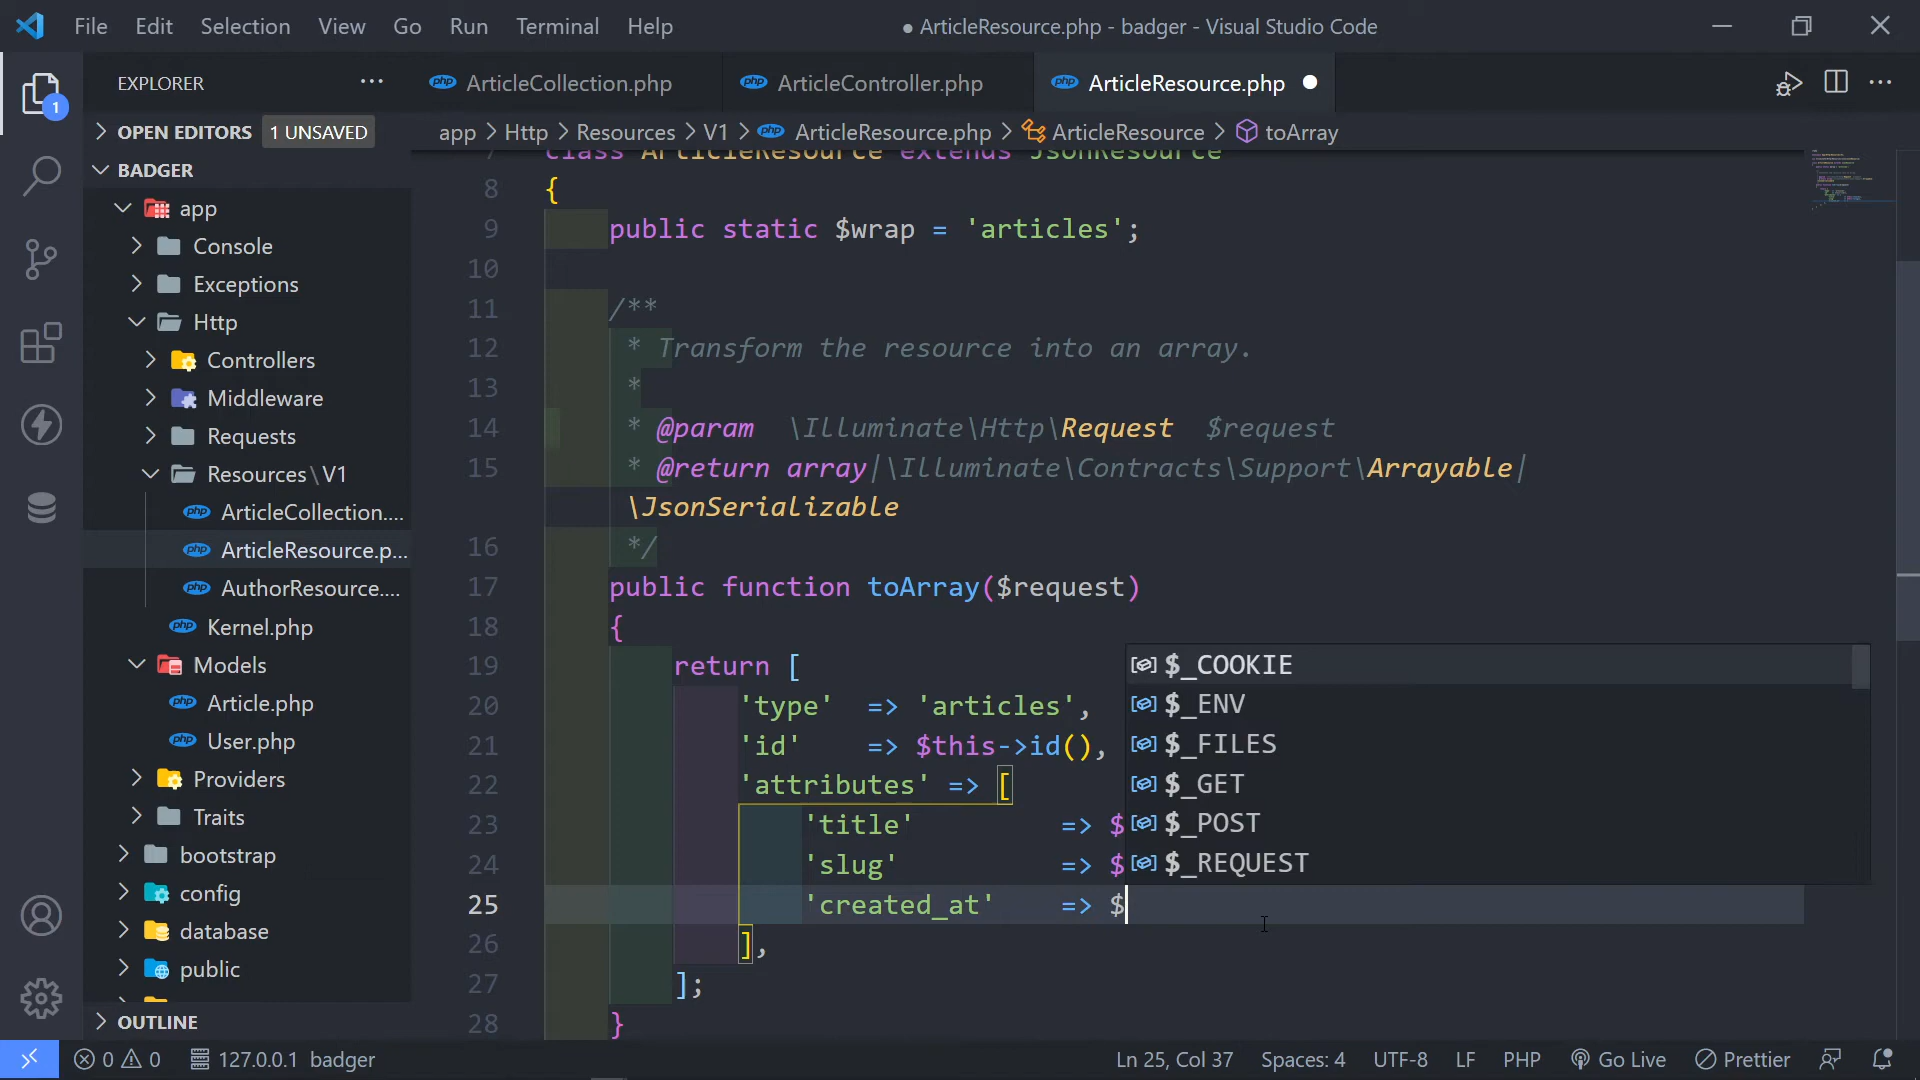 File Edit Selection View Go Run Terminal Help
● ArticleResource.php - badger - Visual Studio Code
EXPLORER
ArticleCollection.php
ArticleController.php
ArticleResource.php
OPEN EDITORS 1 UNSAVED
app > Http > Resources > V1 > ArticleResource.php > ArticleResource > toArray
BADGER
app
Console
Exceptions
Http
Controllers
Middleware
Requests
Resources\V1
ArticleCollection....
ArticleResource.p...
AuthorResource....
Kernel.php
Models
Article.php
User.php
Providers
Traits
bootstrap
config
database
public
OUTLINE
1
7 class ArticleResource extends JsonResource
8 {
9 public static $wrap = 'articles';
10
11 /**
12 * Transform the resource into an array.
13 *
14 * @param  \Illuminate\Http\Request  $request
15 * @return array|\Illuminate\Contracts\Support\Arrayable|
\JsonSerializable
16 */
17 public function toArray($request)
18 {
19 return [
20 'type' => 'articles',
21 'id' => $this->id(),
22 'attributes' => [
23 'title' => $
24 'slug' => $
25 'created_at' => $
26 ],
27 ];
28 }
$_COOKIE
$_ENV
$_FILES
$_GET
$_POST
$_REQUEST
0 0 127.0.0.1 badger Ln 25, Col 37 Spaces: 4 UTF-8 LF PHP Go Live Prettier